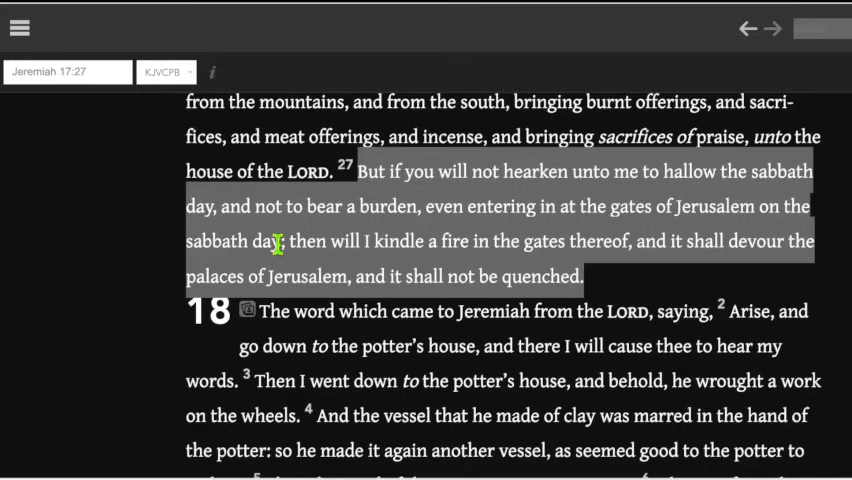 Jeremiah 17:27
KJVCPB
i
from the mountains, and from the south, bringing burnt offerings, and sacri-
fices, and meat offerings, and incense, and bringing sacrifices of praise, unto the
house of the LORD. 27 But if you will not hearken unto me to hallow the sabbath
day, and not to bear a burden, even entering in at the gates of Jerusalem on the
sabbath day; then will I kindle a fire in the gates thereof, and it shall devour the
palaces of Jerusalem, and it shall not be quenched.
18 The word which came to Jeremiah from the LORD, saying, 2 Arise, and
go down to the potter's house, and there I will cause thee to hear my
words. 3 Then I went down to the potter's house, and behold, he wrought a work
on the wheels. 4 And the vessel that he made of clay was marred in the hand of
the potter: so he made it again another vessel, as seemed good to the potter to